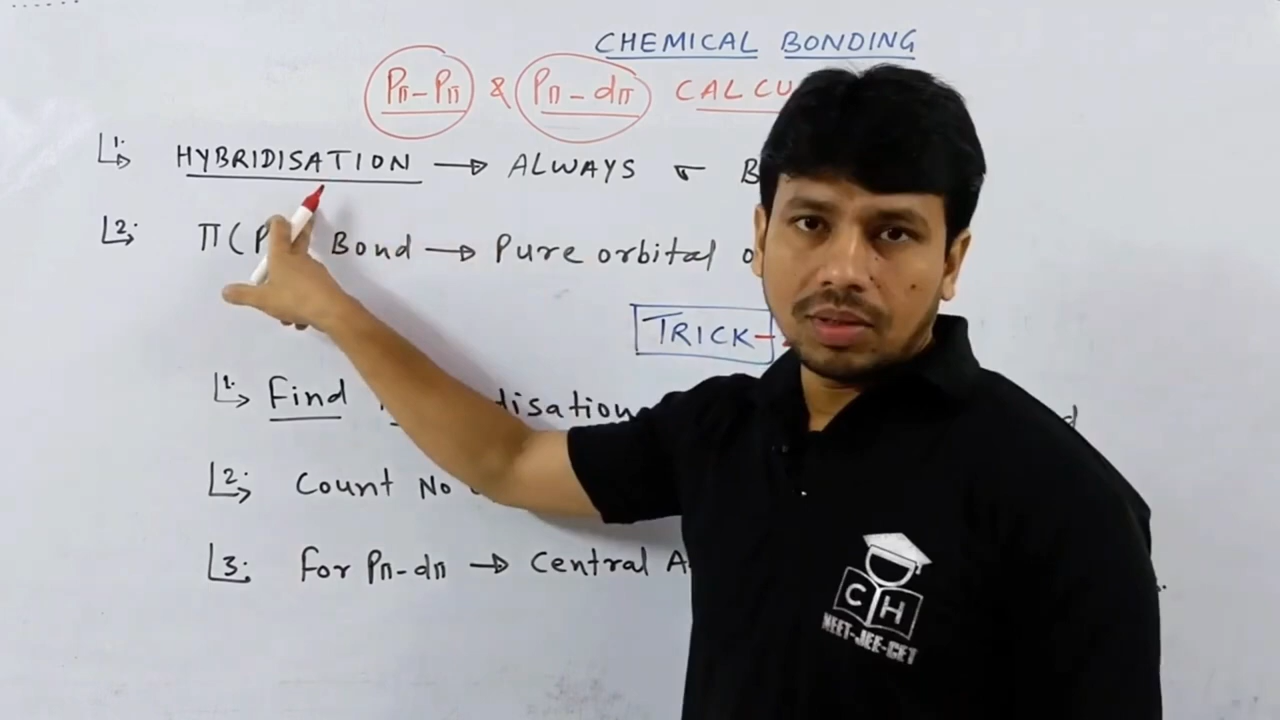 CHEMICAL BONDING
Pπ-Pπ & Pπ-dπ CALCU
1. HYBRIDISATION → ALWAYS σ B
2. π(P Bond → Pure orbital o
TRICK-
1. Find disation d
2. Count No
3. for Pπ-dπ → Central A
CH
NEET-JEE-CET